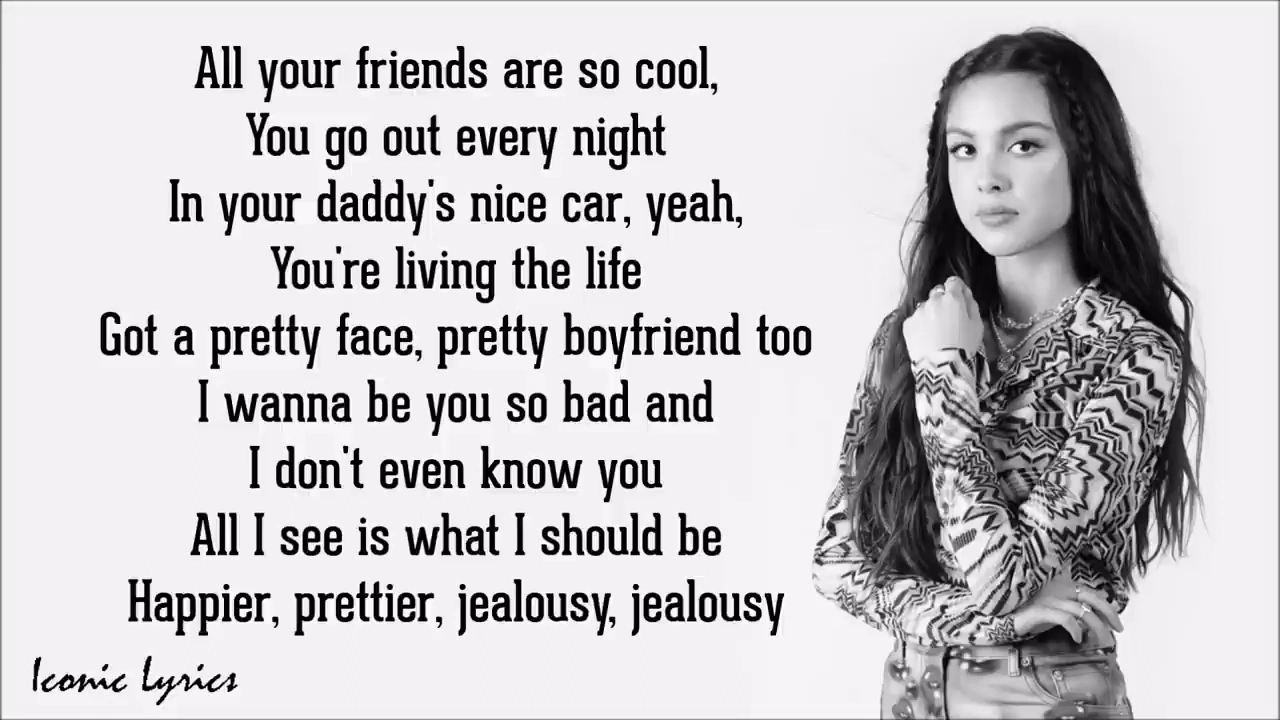 All your friends are so cool,
You go out every night
In your daddy's nice car, yeah,
You're living the life
Got a pretty face, pretty boyfriend too
I wanna be you so bad and
I don't even know you
All I see is what I should be
Happier, prettier, jealousy, jealousy
Iconic Lyrics